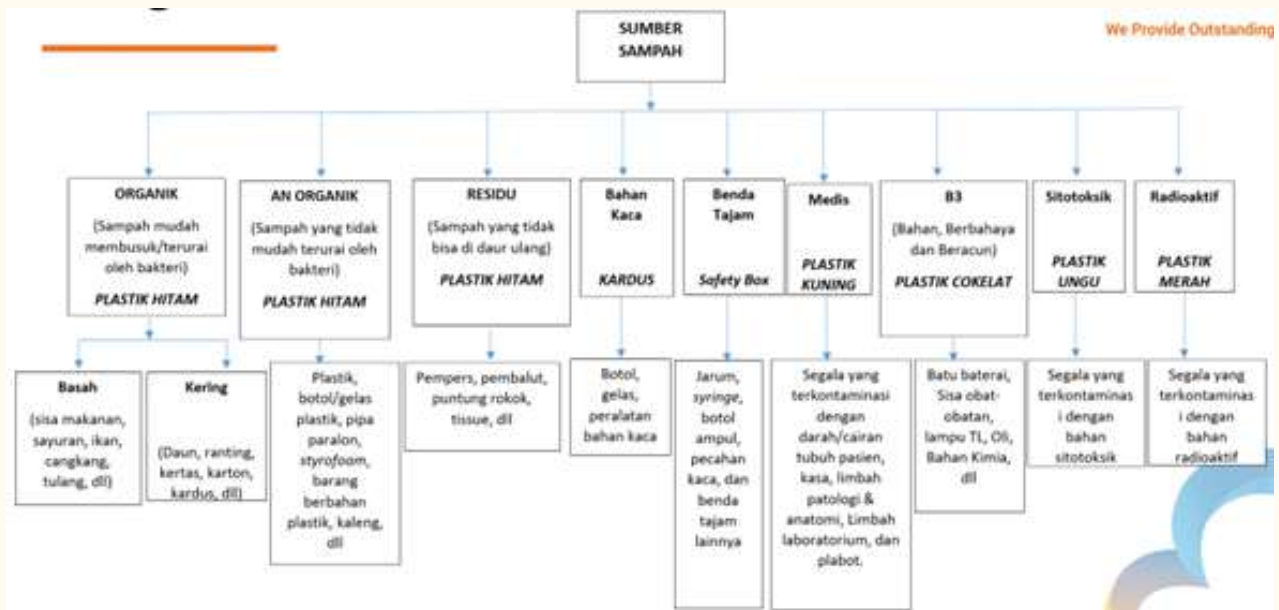 We Provide Outstanding
SUMBER
SAMPAH
ORGANIK
(Sampah mudah
membusuk/terurai
oleh bakteri)
PLASTIK HITAM
AN ORGANIK
(Sampah yang tidak
mudah terurai oleh
bakteri)
PLASTIK HITAM
RESIDU
(Sampah yang tidak
bisa di daur ulang)
PLASTIK HITAM
Bahan
Kaca
KARDUS
Benda
Tajam
Safety Box
Medis
PLASTIK
KUNING
B3
(Bahan, Berbahaya
dan Beracun)
PLASTIK COKELAT
Sitotoksik
PLASTIK
UNGU
Radioaktif
PLASTIK
MERAH
Basah
(sisa makanan,
sayuran, ikan,
cangkang,
tulang, dll)
Kering
(Daun, ranting,
kertas, karton,
kardus, dll)
Plastik,
botol/gelas
plastik, pipa
paralon,
styrofoam,
barang
berbahan
plastik, kaleng,
dll
Pempers, pembalut,
puntung rokok,
tissue, dll
Botol,
gelas,
peralatan
bahan kaca
Jarum,
syringe,
botol
ampul,
pecahan
kaca, dan
benda
tajam
lainnya
Segala yang
terkontaminasi
dengan
darah/cairan
tubuh pasien,
kasa, limbah
patologi &
anatomi, Limbah
laboratorium, dan
plabot.
Batu baterai,
Sisa obat-
obatan,
lampu TL, Oli,
Bahan Kimia,
dll
Segala yang
terkontaminas
i dengan
bahan
sitotoksik
Segala yang
terkontaminas
i dengan
bahan
radioaktif